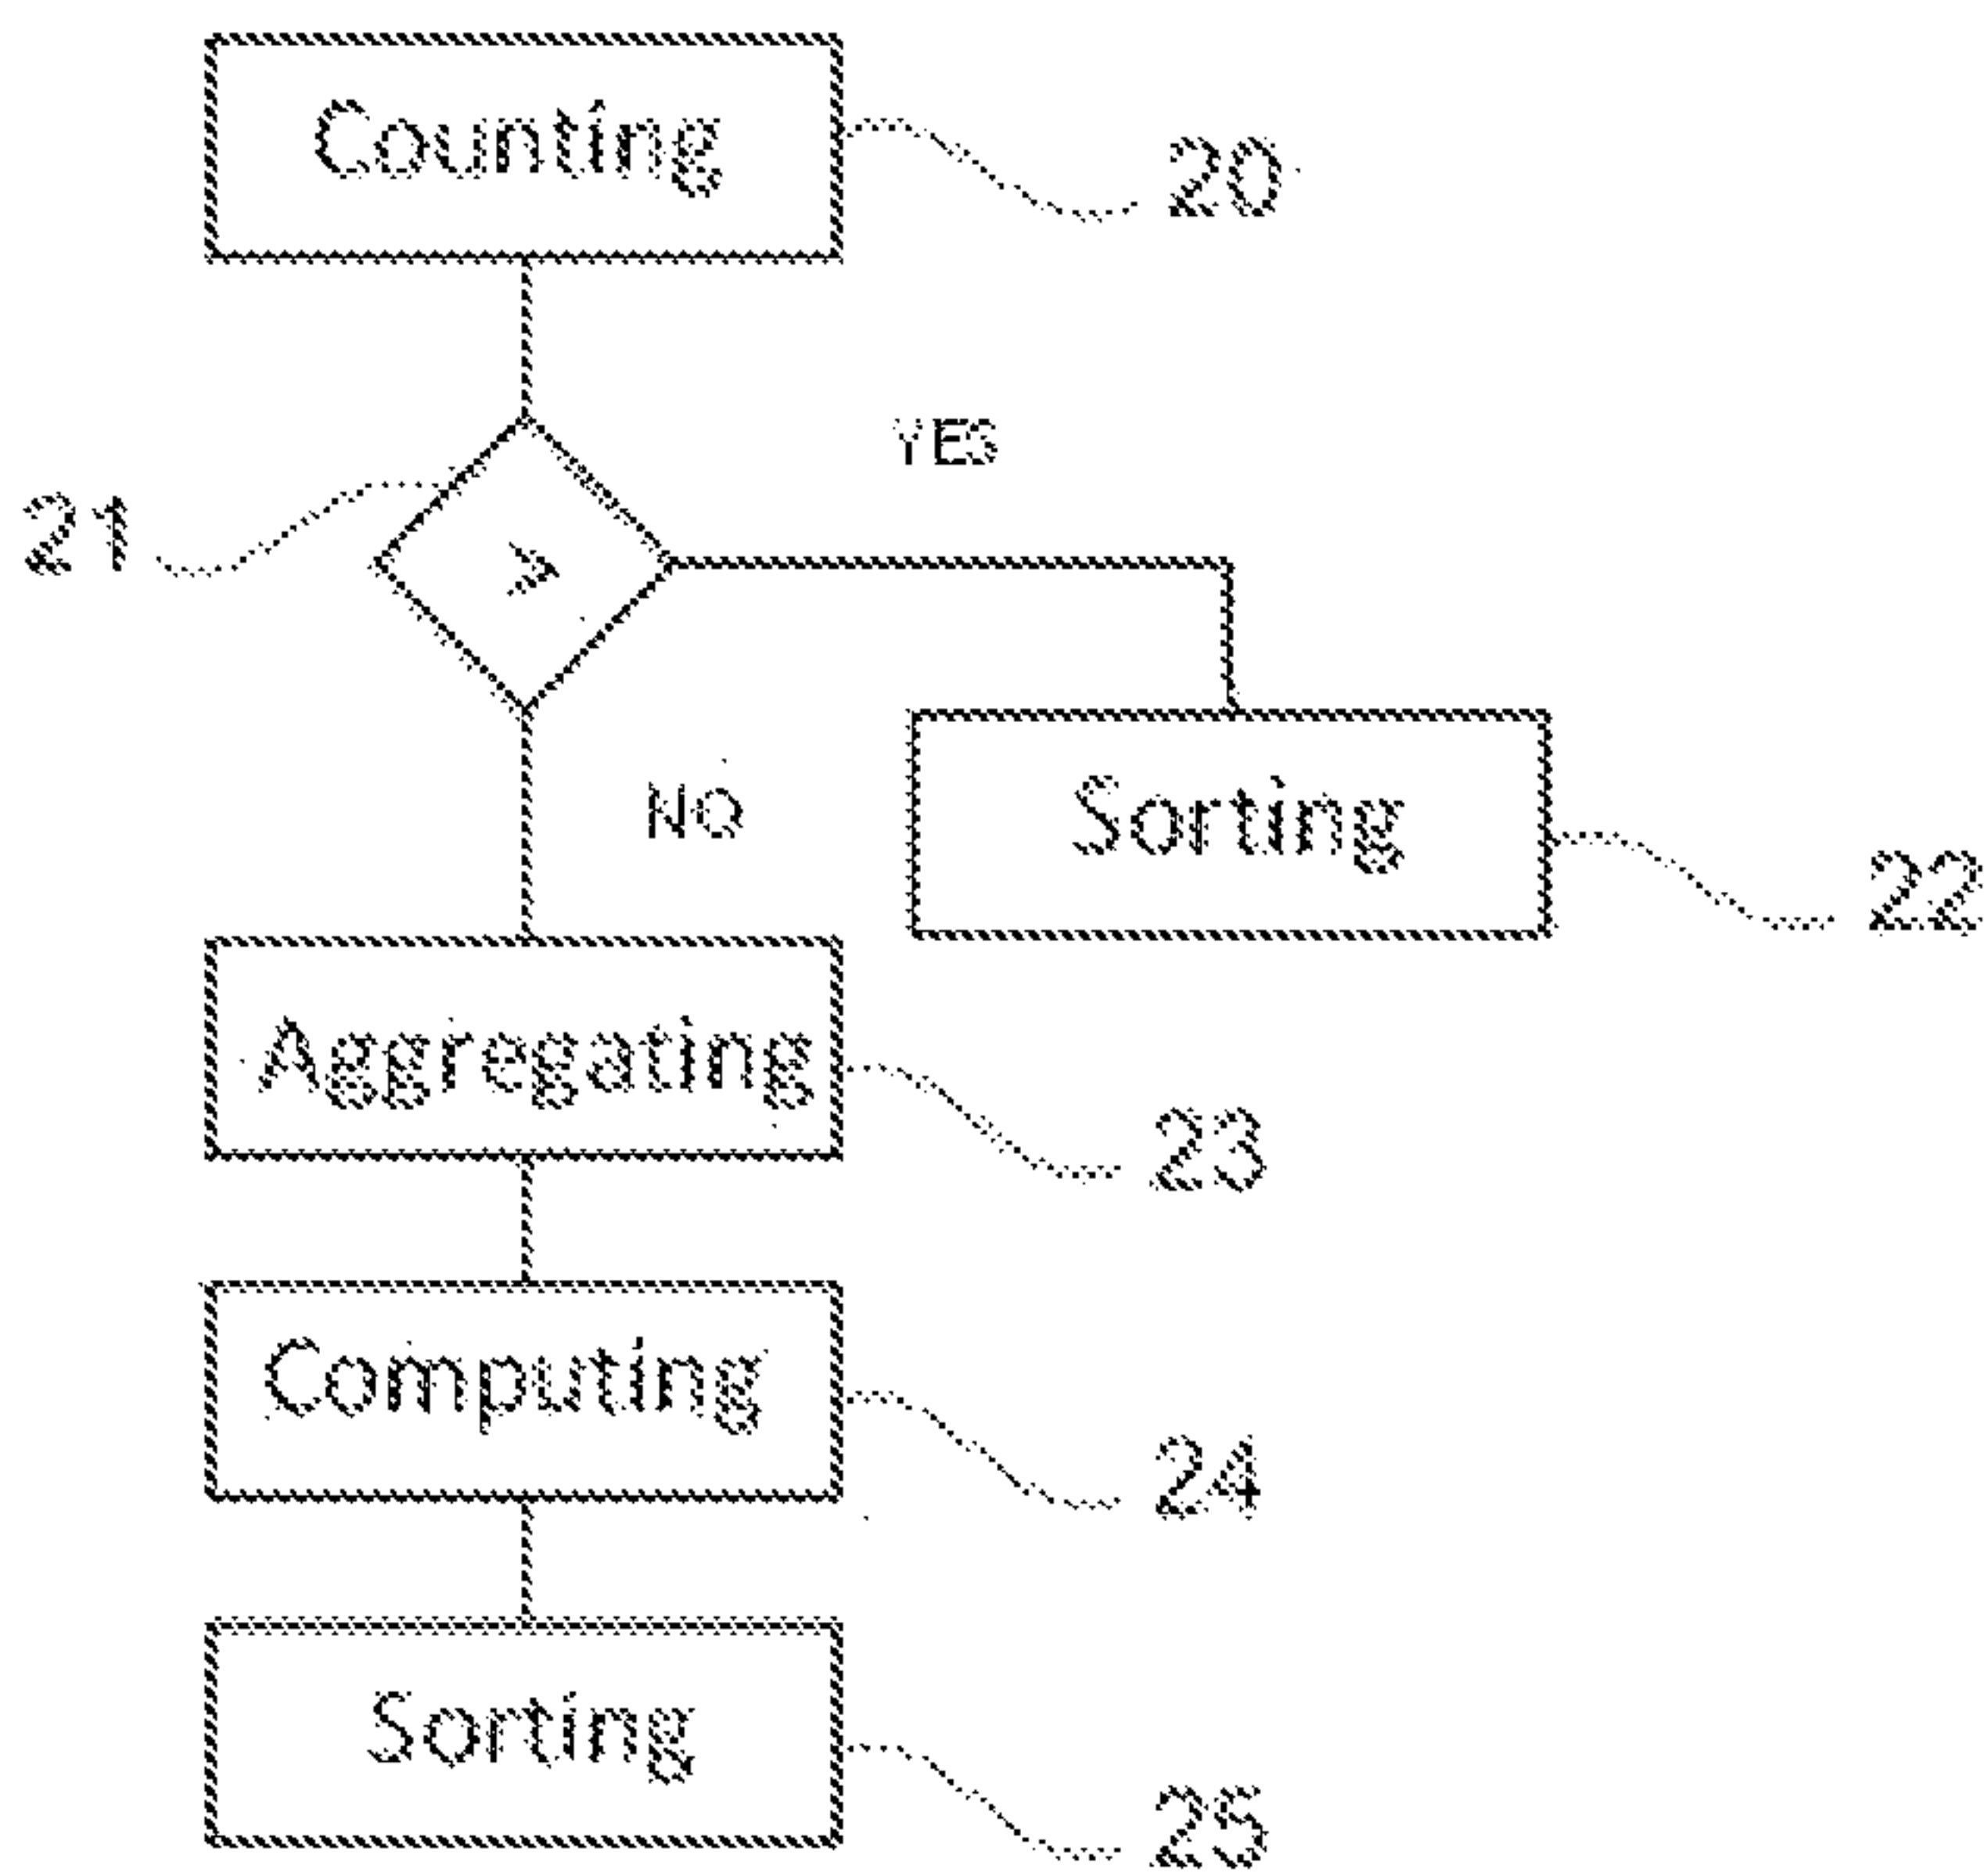 Counting
20
YES
21
>
NO
Sorting
22
Aggregating
23
Computing
24
Sorting
25